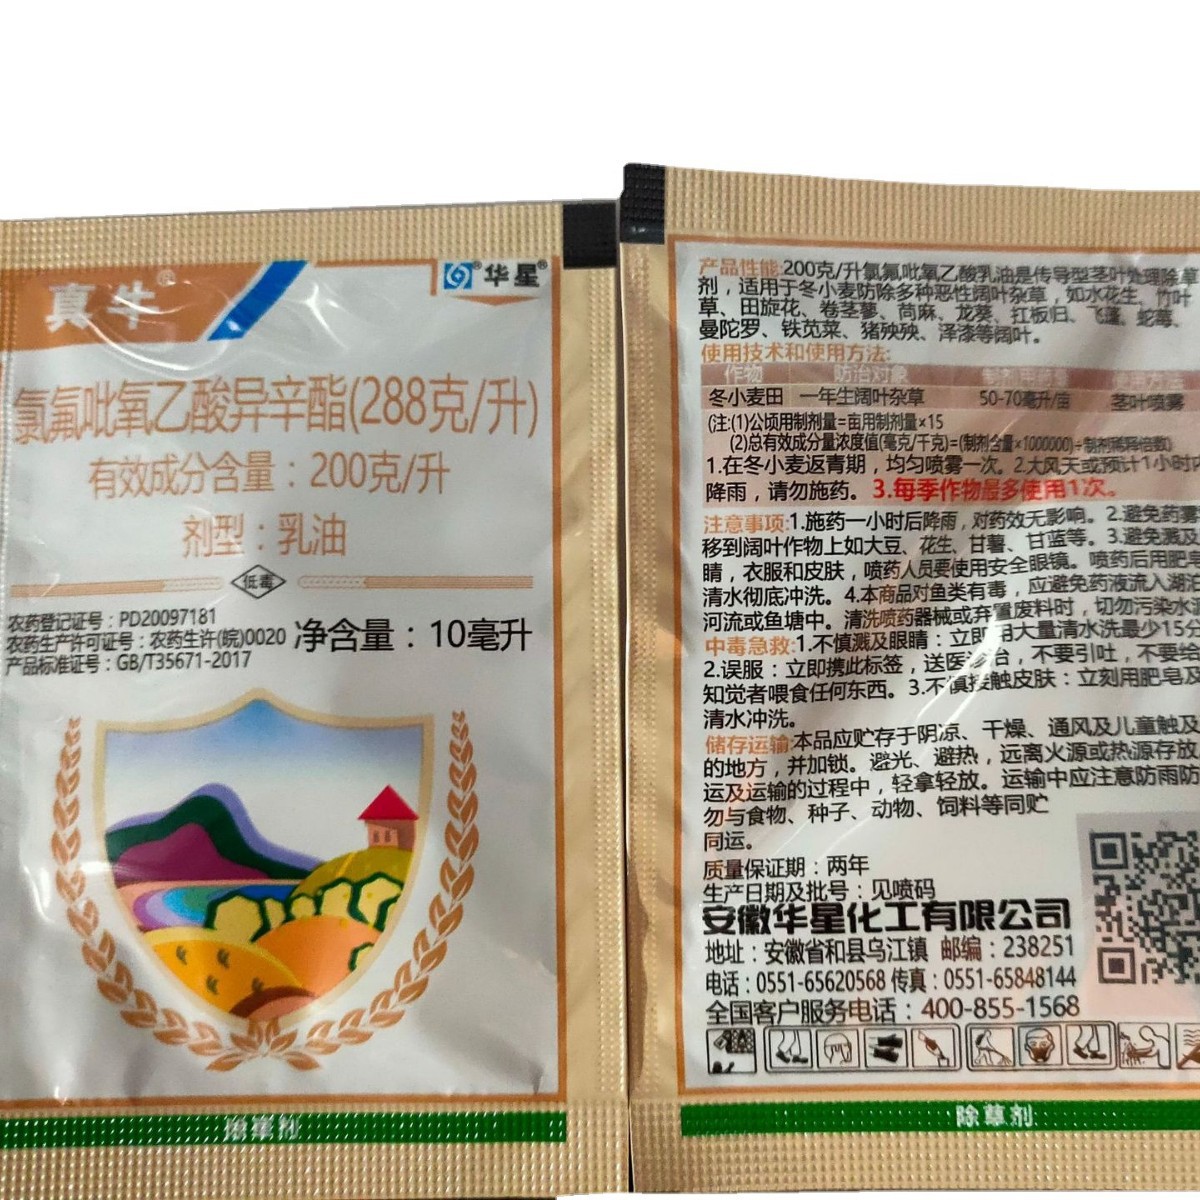 真牛®
华星®
氯氟吡氧乙酸异辛酯(288克/升)
有效成分含量：200克/升
剂型：乳油
低毒
农药登记证号：PD20097181
农药生产许可证号：农药生许(皖)0020
产品标准证号：GB/T35671-2017
净含量：10毫升
除草剂
产品性能:200克/升氯氟吡氧乙酸乳油是传导型茎叶处理除草
剂，适用于冬小麦防除多种恶性阔叶杂草，如水花生、竹叶
草、田旋花、卷茎蓼、苘麻、龙葵、扛板归、飞蓬、蛇莓、
曼陀罗、铁苋菜、猪殃殃、泽漆等阔叶。
使用技术和使用方法:
作物 防治对象
冬小麦田 一年生阔叶杂草 50-70毫升/亩 茎叶喷雾
(注:(1)公顷用制剂量=亩用制剂量×15
(2)总有效成分量浓度值(毫克/千克)=(制剂含量×1000000)÷制剂稀释倍数)
1.在冬小麦返青期，均匀喷雾一次。2.大风天或预计1小时内
降雨，请勿施药。3.每季作物最多使用1次。
注意事项:1.施药一小时后降雨，对药效无影响。2.避免药雾
移到阔叶作物上如大豆、花生、甘薯、甘蓝等。3.避免溅及
睛，衣服和皮肤，喷药人员要使用安全眼镜。喷药后用肥皂
清水彻底冲洗。4.本商品对鱼类有毒，应避免药液流入湖
河流或鱼塘中。清洗喷药器械或弃置废料时，切勿污染水
中毒急救:1.不慎溅及眼睛：立即用大量清水洗最少15分
2.误服：立即携此标签，送医诊治，不要引吐，不要给
知觉者喂食任何东西。3.不慎接触皮肤：立刻用肥皂及
清水冲洗。
储存运输:本品应贮存于阴凉、干燥、通风及儿童触及
的地方，并加锁。避光、避热，远离火源或热源存放
运及运输的过程中，轻拿轻放。运输中应注意防雨防
勿与食物、种子、动物、饲料等同贮
同运。
质量保证期：两年
生产日期及批号：见喷码
安徽华星化工有限公司
地址：安徽省和县乌江镇 邮编：238251
电话：0551-65620568 传真：0551-65848144
全国客户服务电话：400-855-1568
除草剂